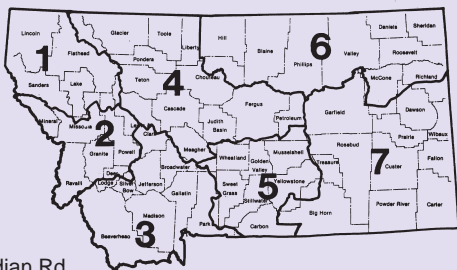 Lincoln
Flathead
Glacier
Toole
Liberty
Hill
Blaine
Phillips
Valley
Daniels
Sheridan
Roosevelt
Richland
McCone
1
Sanders
Lake
Pondera
Teton
4
Chouteau
6
Cascade
Fergus
Petroleum
Garfield
Dawson
Prairie
Wibaux
Mineral
Missoula
2
Powell
Granite
Judith
Basin
Meagher
Rosebud
7
Custer
Fallon
Ravalli
Deer
Lodge
Silver
Bow
Jefferson
Broadwater
Gallatin
Wheatland
Golden
Valley
Musselshell
Treasure
Sweet
Grass
5
Yellowstone
Stillwater
Big Horn
Powder River
Carter
Madison
3
Beaverhead
Park
Carbon
dian Rd